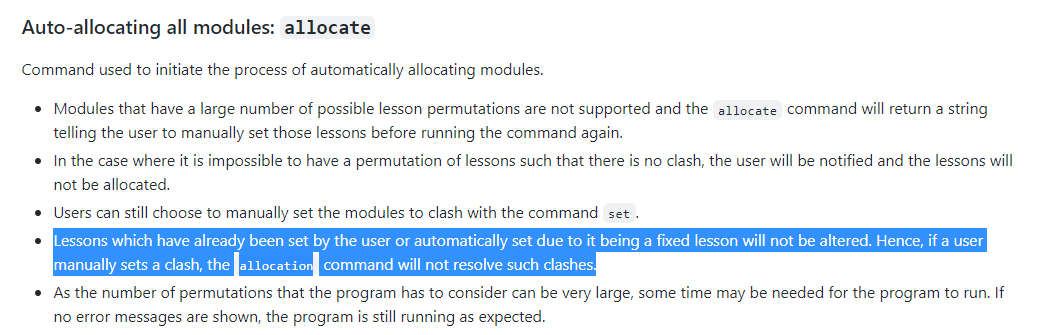 Auto-allocating all modules: allocate
Command used to initiate the process of automatically allocating modules.
• Modules that have a large number of possible lesson permutations are not supported and the allocate command will return a string
telling the user to manually set those lessons before running the command again.
• In the case where it is impossible to have a permutation of lessons such that there is no clash, the user will be notified and the lessons will
not be allocated.
• Users can still choose to manually set the modules to clash with the command set.
• Lessons which have already been set by the user or automatically set due to it being a fixed lesson will not be altered. Hence, if a user
manually sets a clash, the allocation command will not resolve such clashes.
• As the number of permutations that the program has to consider can be very large, some time may be needed for the program to run. If
no error messages are shown, the program is still running as expected.